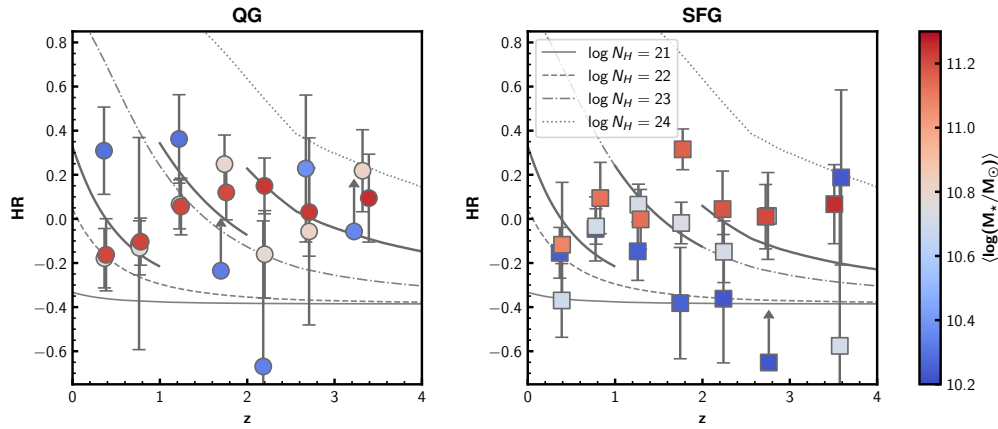 QG
SFG
0.8
0.6
0.4
0.2
0.0
−0.2
−0.4
−0.6
HR
0
1
2
3
4
z
0.8
0.6
0.4
0.2
0.0
−0.2
−0.4
−0.6
HR
0
1
2
3
4
z
log N_H = 21
log N_H = 22
log N_H = 23
log N_H = 24
11.2
11.0
10.8
10.6
10.4
10.2
⟨log(M⋆/M⊙)⟩